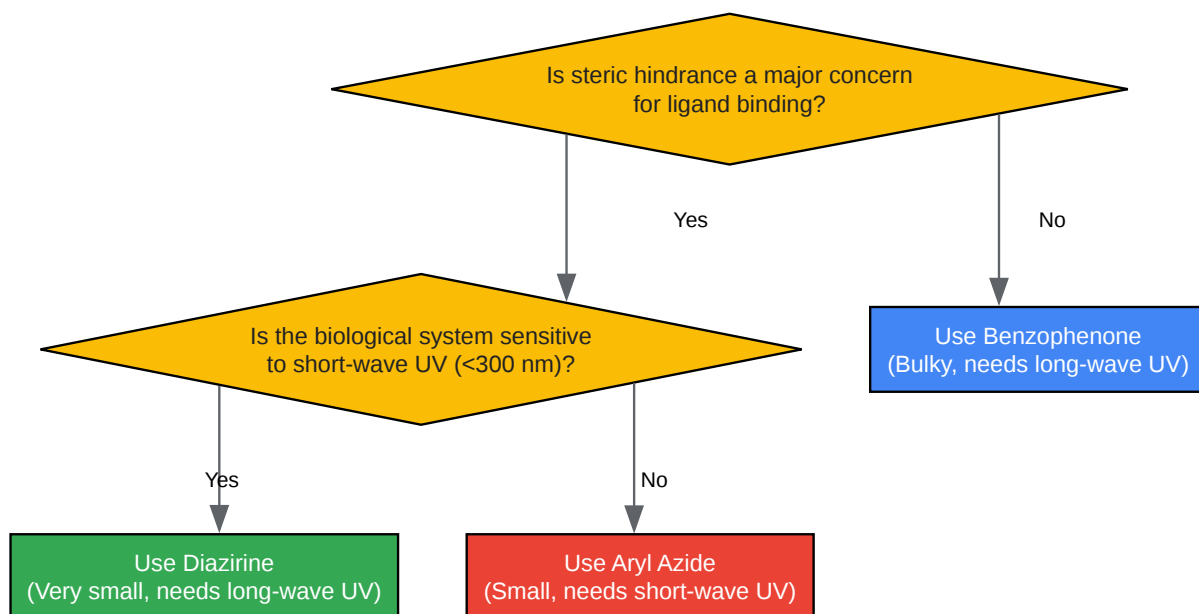 Is steric hindrance a major concern
for ligand binding?
Yes
No
Is the biological system sensitive
to short-wave UV (<300 nm)?
Use Benzophenone
(Bulky, needs long-wave UV)
Yes
No
Use Diazirine
(Very small, needs long-wave UV)
Use Aryl Azide
(Small, needs short-wave UV)